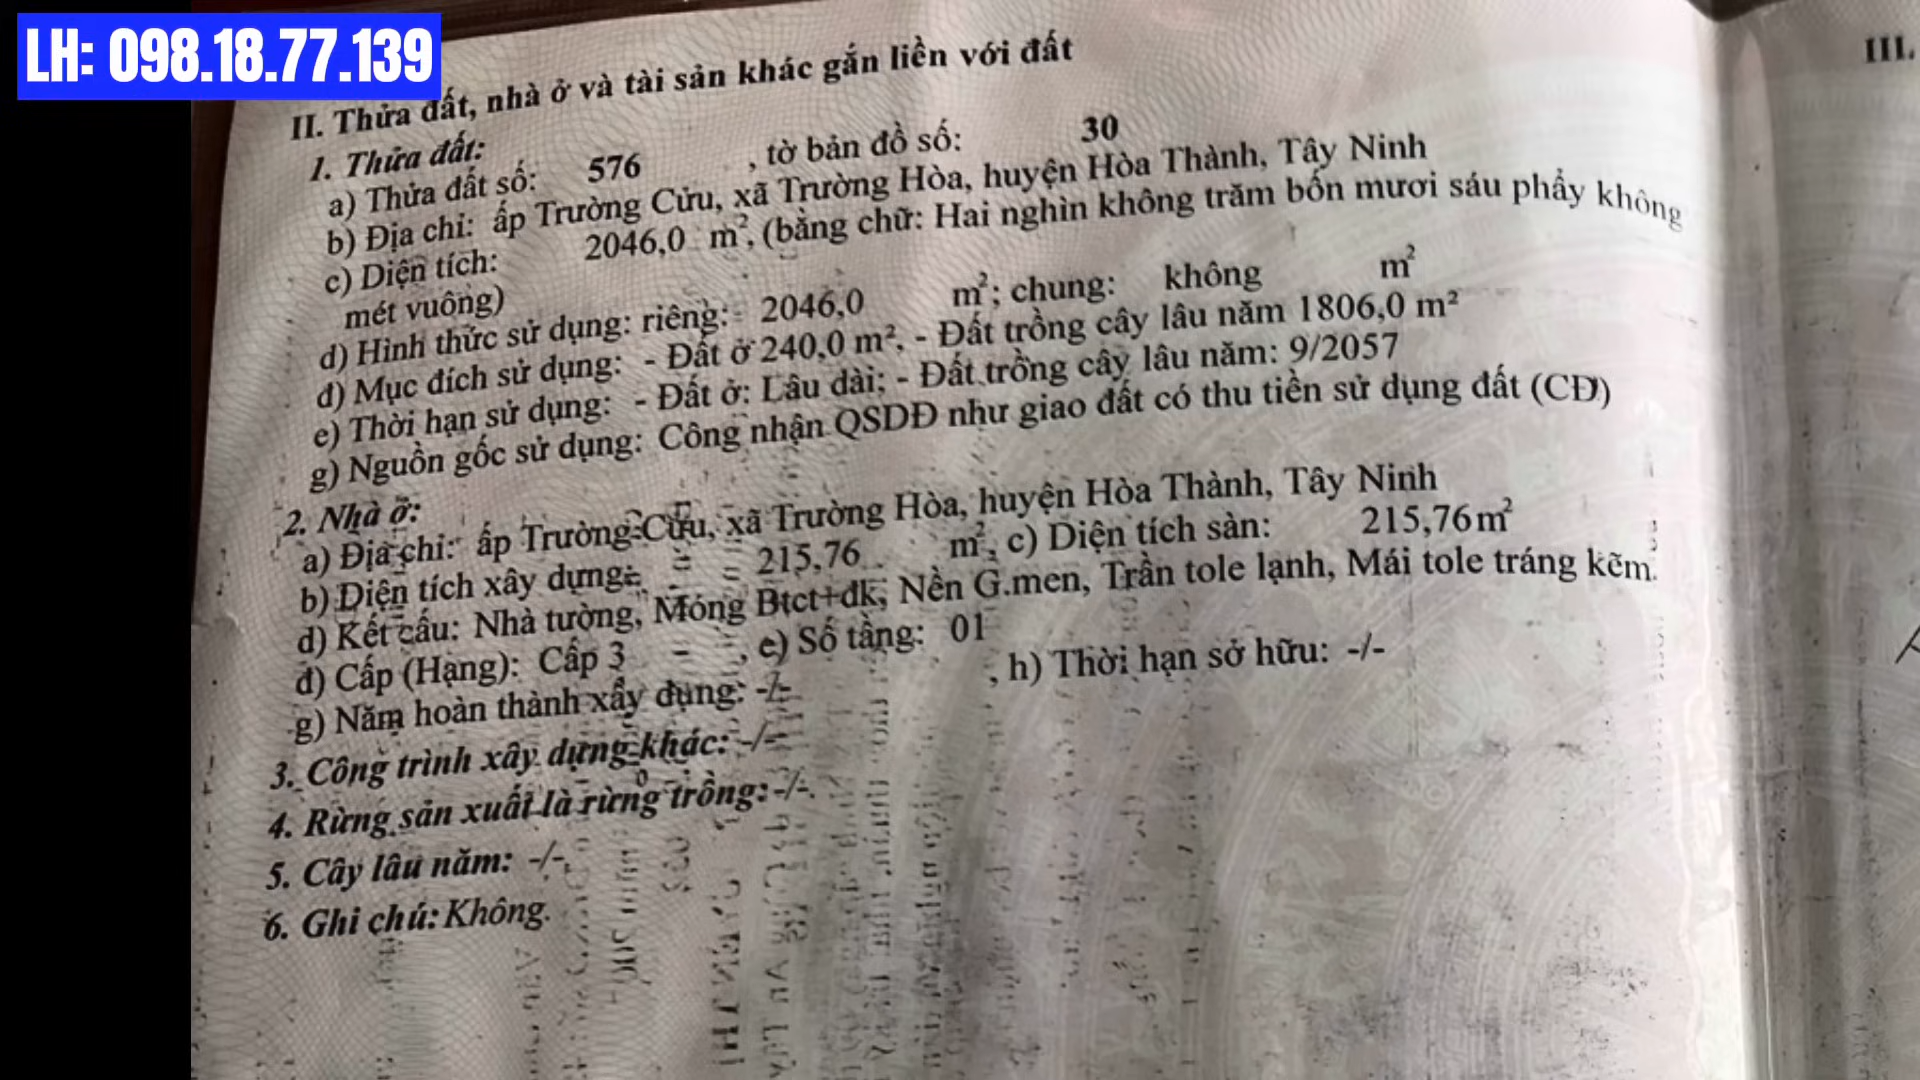 LH: 098.18.77.139
II. Thửa đất, nhà ở và tài sản khác gắn liền với đất
1. Thửa đất:
a) Thửa đất số: 576 , tờ bản đồ số: 30
b) Địa chỉ: ấp Trường Cửu, xã Trường Hòa, huyện Hòa Thành, Tây Ninh
c) Diện tích: 2046,0 m², (bằng chữ: Hai nghìn không trăm bốn mươi sáu phẩy không
mét vuông)
d) Hình thức sử dụng: riêng: 2046,0 m²; chung: không m²
đ) Mục đích sử dụng: - Đất ở 240,0 m², - Đất trồng cây lâu năm 1806,0 m²
e) Thời hạn sử dụng: - Đất ở: Lâu dài; - Đất trồng cây lâu năm: 9/2057
g) Nguồn gốc sử dụng: Công nhận QSDĐ như giao đất có thu tiền sử dụng đất (CĐ)
2. Nhà ở:
a) Địa chỉ: ấp Trường Cửu, xã Trường Hòa, huyện Hòa Thành, Tây Ninh
b) Diện tích xây dựng: 215,76 m², c) Diện tích sàn: 215,76 m²
d) Kết cấu: Nhà tường, Móng Btct+đk, Nền G.men, Trần tole lạnh, Mái tole tráng kẽm.
đ) Cấp (Hạng): Cấp 3 , e) Số tầng: 01
g) Năm hoàn thành xây dựng: -/- , h) Thời hạn sở hữu: -/-
3. Công trình xây dựng khác: -/-
4. Rừng sản xuất là rừng trồng: -/-.
5. Cây lâu năm: -/-.
6. Ghi chú: Không.
III.